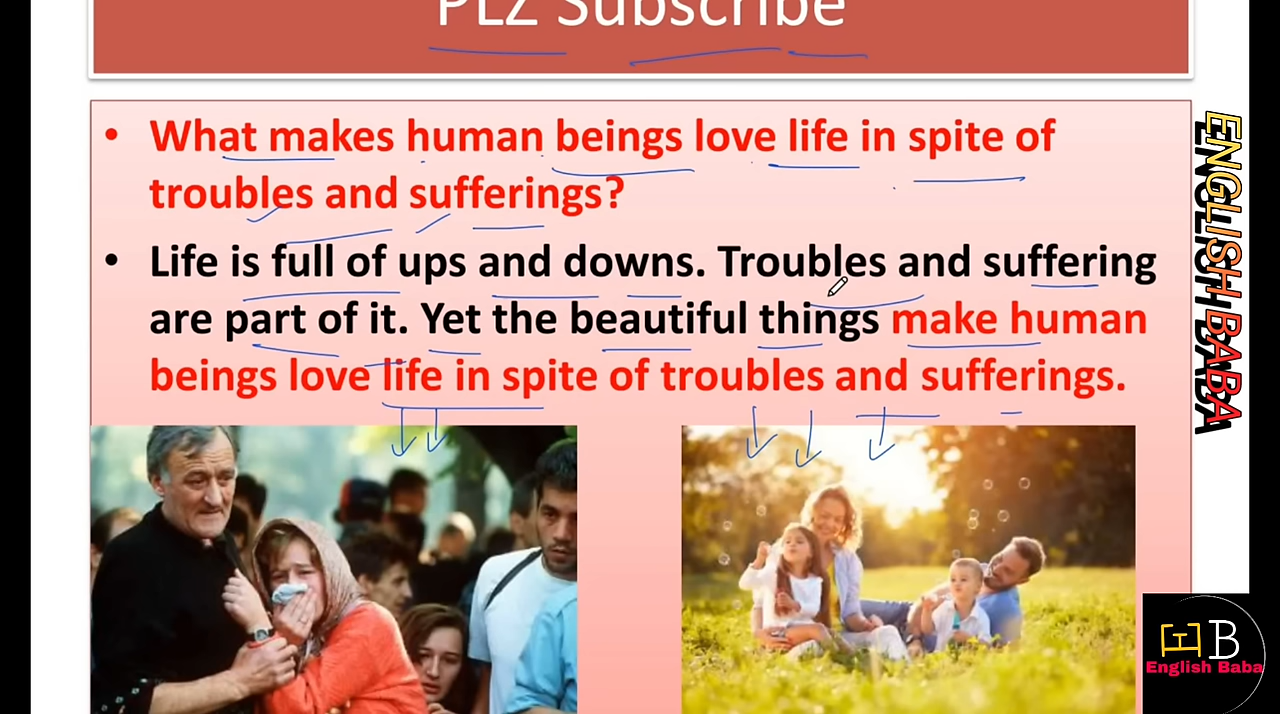 PLZ Subscribe
• What makes human beings love life in spite of
troubles and sufferings?
• Life is full of ups and downs. Troubles and suffering
are part of it. Yet the beautiful things make human
beings love life in spite of troubles and sufferings.
ENGLISH BABA
EB
English Baba